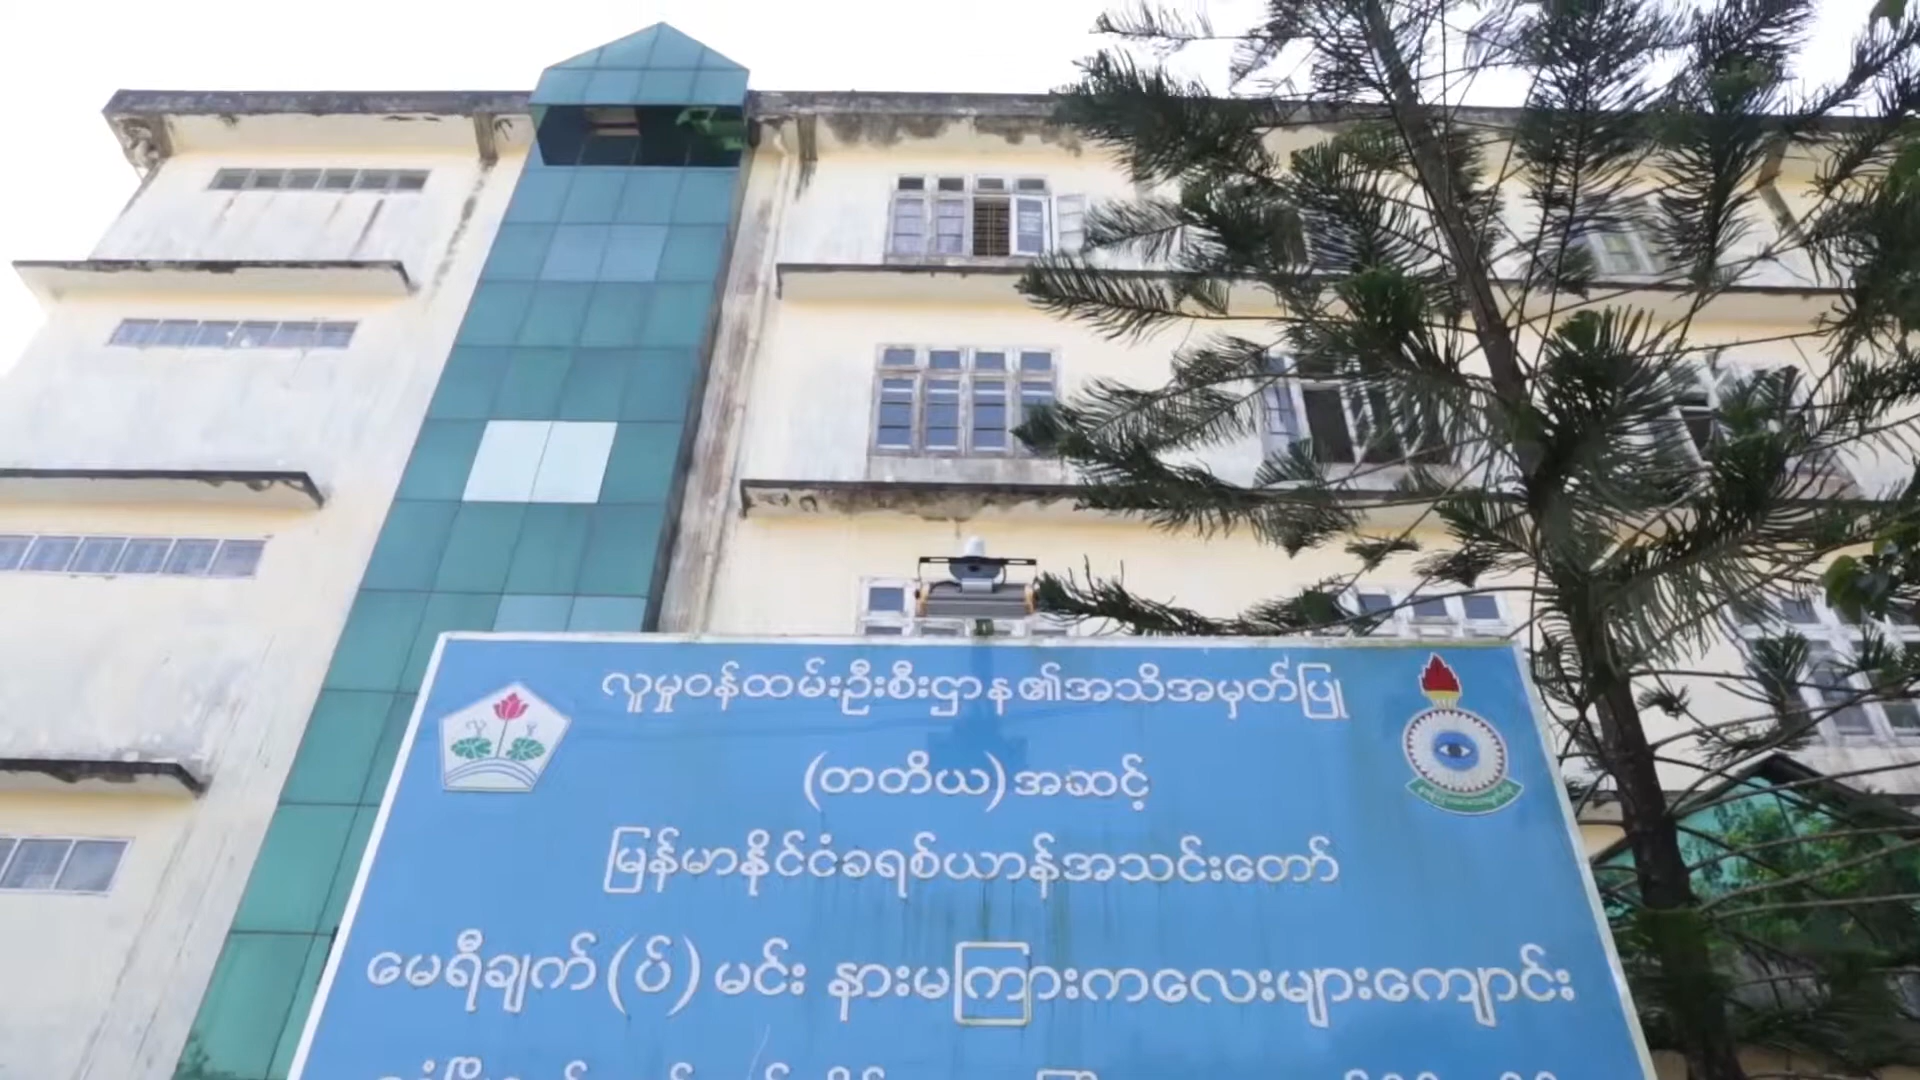 လူမှုဝန်ထမ်းဦးစီးဌာန၏အသိအမှတ်ပြု
(တတိယ)အဆင့်
မြန်မာနိုင်ငံခရစ်ယာန်အသင်းတော်
မေရီချက်(ပ်)မင်း နားမကြားကလေးများကျောင်း